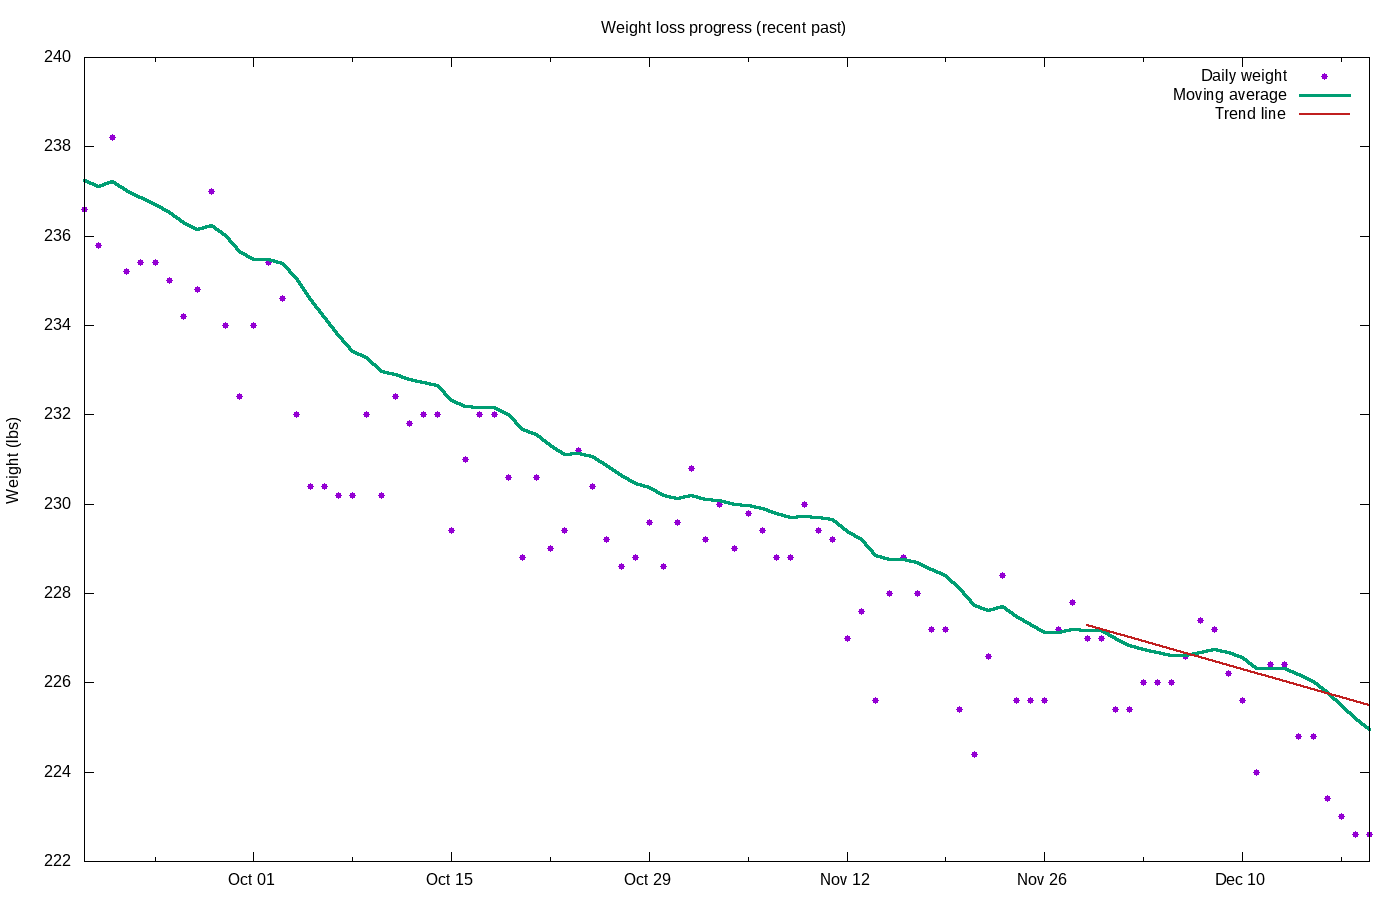 Weight loss progress (recent past)
Daily weight
Moving average
Trend line
Weight (lbs)
240
238
236
234
232
230
228
226
224
222
Oct 01 Oct 15 Oct 29 Nov 12 Nov 26 Dec 10